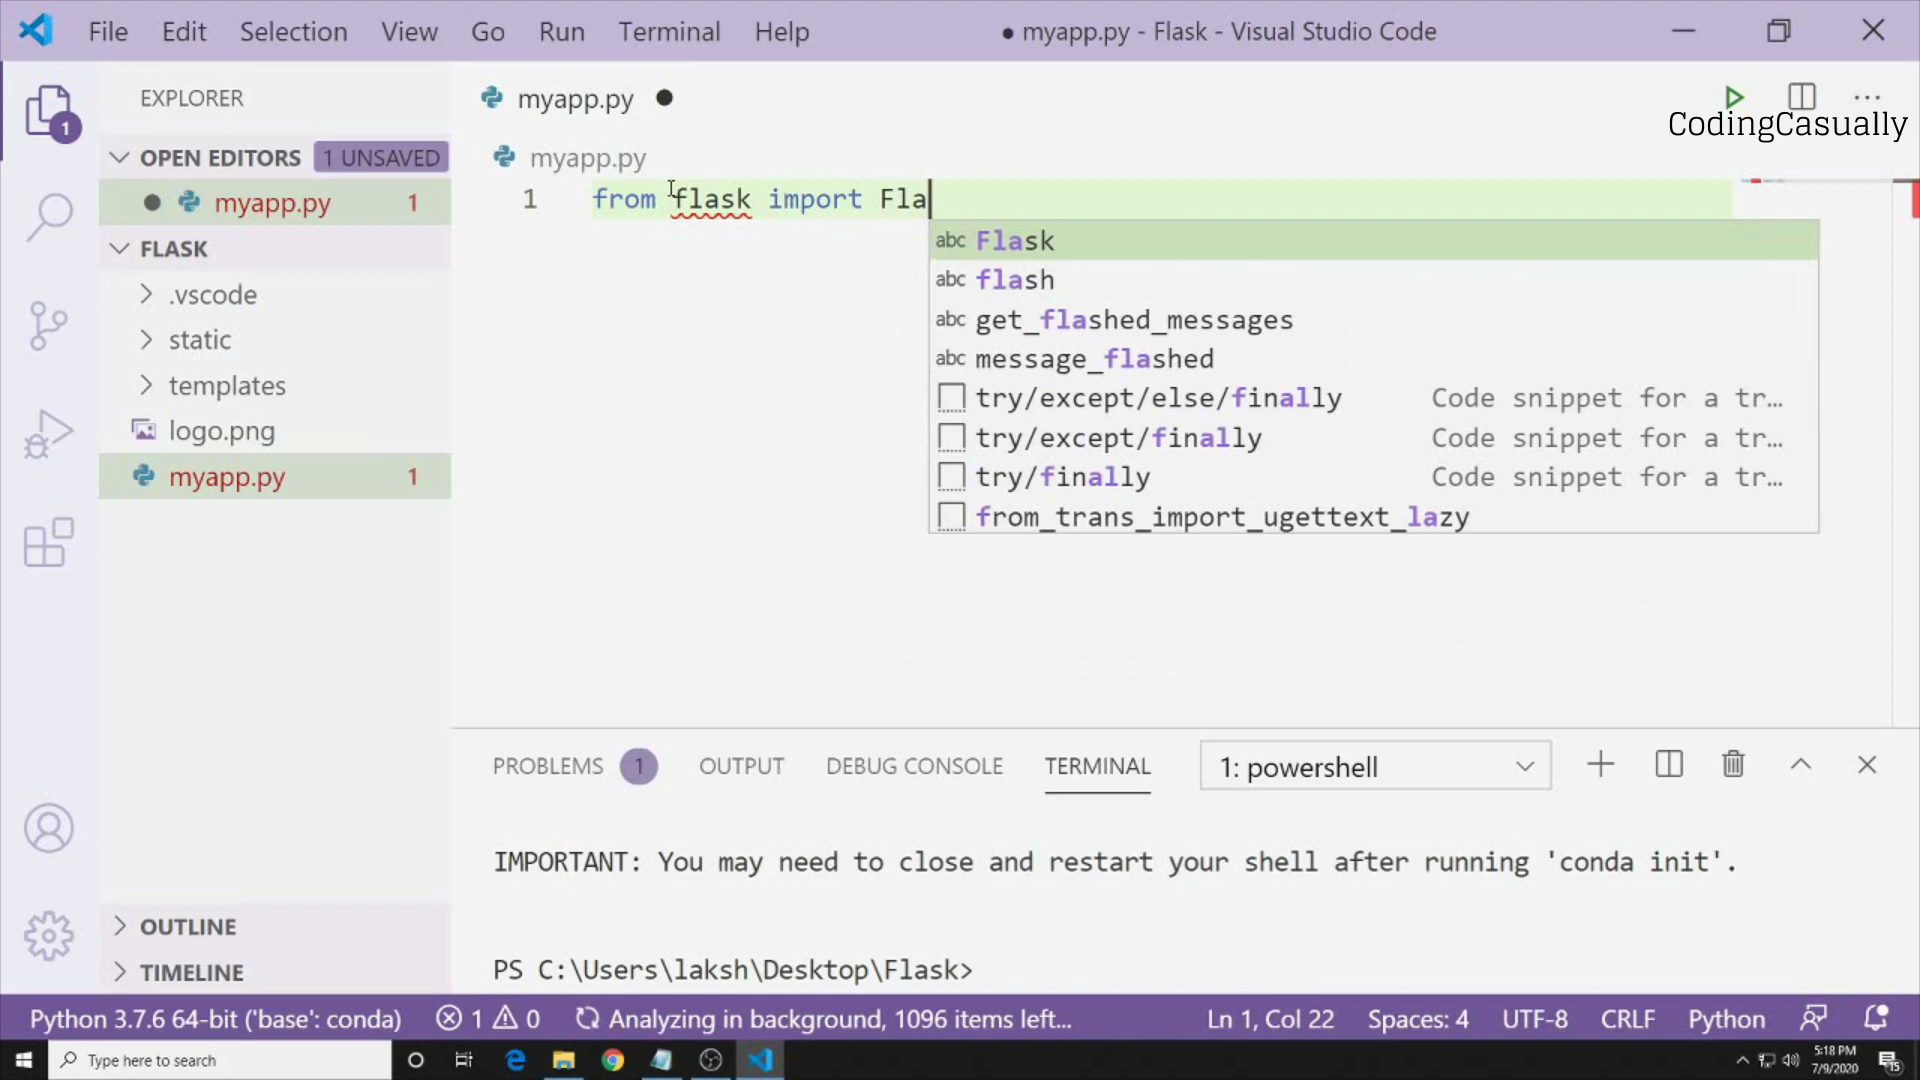 File Edit Selection View Go Run Terminal Help ● myapp.py - Flask - Visual Studio Code
CodingCasually
EXPLORER
1
OPEN EDITORS 1 UNSAVED
● myapp.py 1
FLASK
.vscode
static
templates
logo.png
myapp.py 1
OUTLINE
TIMELINE
myapp.py ●
myapp.py
1 from flask import Fla
abc Flask
abc flash
abc get_flashed_messages
abc message_flashed
try/except/else/finally Code snippet for a tr…
try/except/finally Code snippet for a tr…
try/finally Code snippet for a tr…
from_trans_import_ugettext_lazy
PROBLEMS 1 OUTPUT DEBUG CONSOLE TERMINAL 1: powershell
IMPORTANT: You may need to close and restart your shell after running 'conda init'.
PS C:\Users\laksh\Desktop\Flask>
Python 3.7.6 64-bit ('base': conda) 1 0 Analyzing in background, 1096 items left... Ln 1, Col 22 Spaces: 4 UTF-8 CRLF Python
Type here to search
5:18 PM
7/9/2020
15